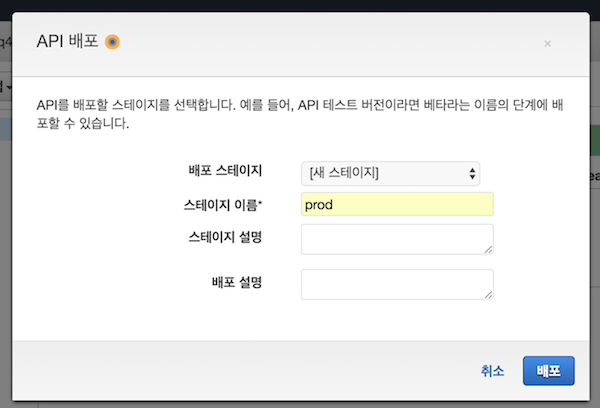 API 배포
×
API를 배포할 스테이지를 선택합니다. 예를 들어, API 테스트 버전이라면 베타라는 이름의 단계에 배
포할 수 있습니다.
배포 스테이지 [새 스테이지]
스테이지 이름* prod
스테이지 설명
배포 설명
취소 배포